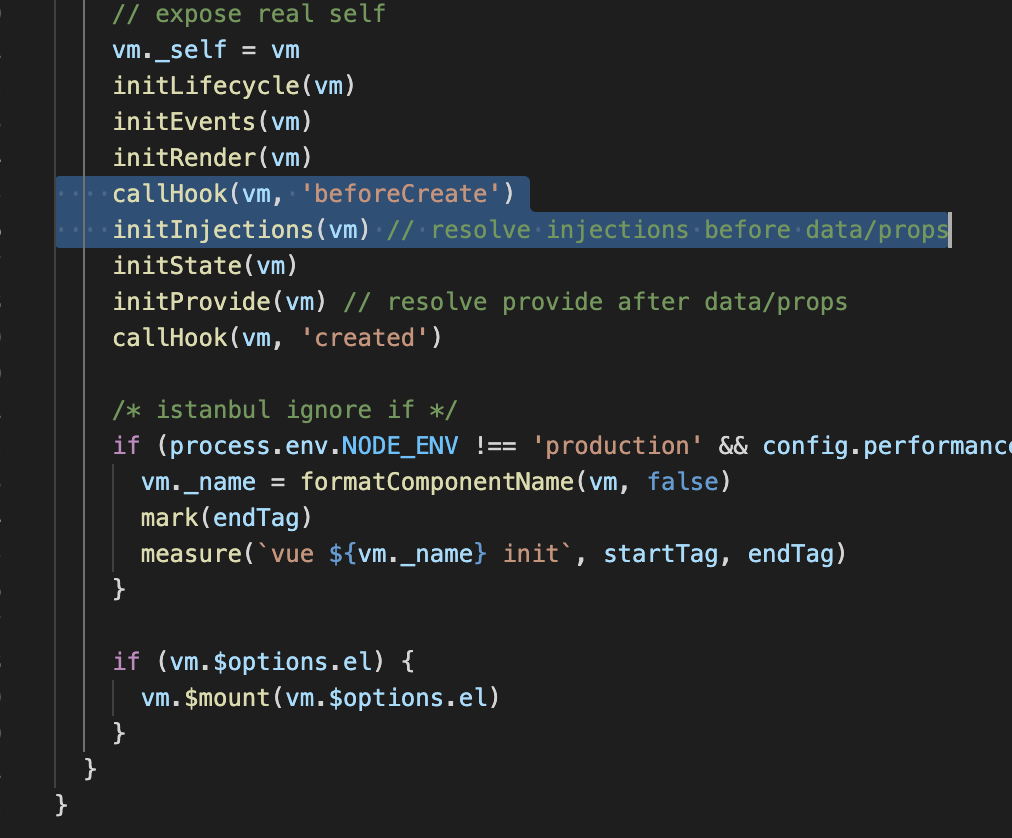 // expose real self
vm._self = vm
initLifecycle(vm)
initEvents(vm)
initRender(vm)
callHook(vm, 'beforeCreate')
initInjections(vm) // resolve injections before data/props
initState(vm)
initProvide(vm) // resolve provide after data/props
callHook(vm, 'created')
/* istanbul ignore if */
if (process.env.NODE_ENV !== 'production' && config.performanc
vm._name = formatComponentName(vm, false)
mark(endTag)
measure(`vue ${vm._name} init`, startTag, endTag)
}
if (vm.$options.el) {
vm.$mount(vm.$options.el)
}
}
}